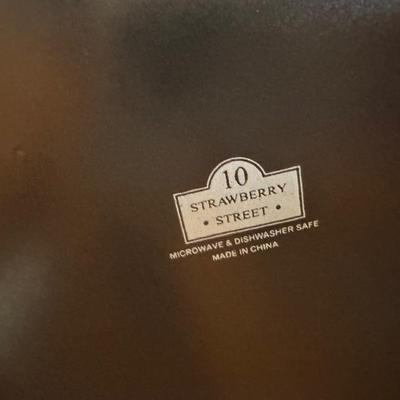 10
STRAWBERRY
• STREET •
MICROWAVE & DISHWASHER SAFE
MADE IN CHINA